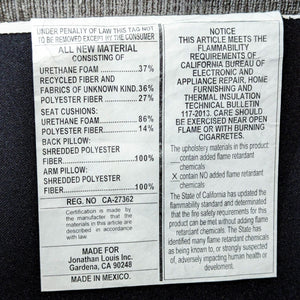 UNDER PENALTY OF LAW THIS TAG NOT
TO BE REMOVED EXCEPT BY THE CONSUMER
ALL NEW MATERIAL
CONSISTING OF
URETHANE FOAM 37%
RECYCLED FIBER AND
FABRICS OF UNKNOWN KIND.36%
POLYESTER FIBER 27%
SEAT CUSHIONS:
URETHANE FOAM 86%
POLYESTER FIBER 14%
BACK PILLOW:
SHREDDED POLYESTER
FIBER 100%
ARM PILLOW:
SHREDDED POLYESTER
FIBER 100%
REG. NO CA-27362
Certification is made by
the manufacturer that the
materials in this article
are described in
accordance with law
MADE FOR
Jonathan Louis Inc.
Gardena, CA 90248
MADE IN MEXICO.
NOTICE
THIS ARTICLE MEETS THE
FLAMMABILITY
REQUIREMENTS OF
CALIFORNIA BUREAU OF
ELECTRONIC AND
APPLIANCE REPAIR, HOME
FURNISHING AND
THERMAL INSULATION
TECHNICAL BULLETIN
117-2013. CARE SHOULD
BE EXERCISED NEAR OPEN
FLAME OR WITH BURNING
CIGARRETES.
The upholstery materials in this product
contain added flame retardant
chemicals
X contain NO added flame retardant
chemicals
The State of California has updated the
flammability standard and determined
that the fire-safety requirements for this
product can be met without adding flame
retardant chemicals. The State has
identified many flame retardant chemicals
as being known to, or strongly suspected
of, adversely impacting human health or
development.